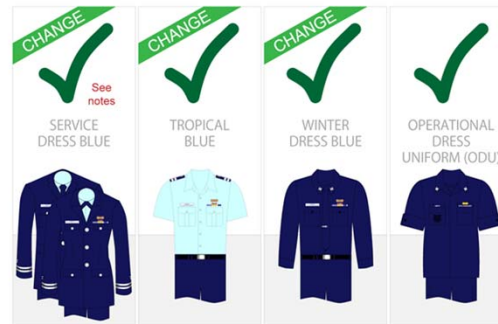 CHANGE
See
notes
SERVICE
DRESS BLUE
CHANGE
TROPICAL
BLUE
CHANGE
WINTER
DRESS BLUE
OPERATIONAL
DRESS
UNIFORM (ODU)